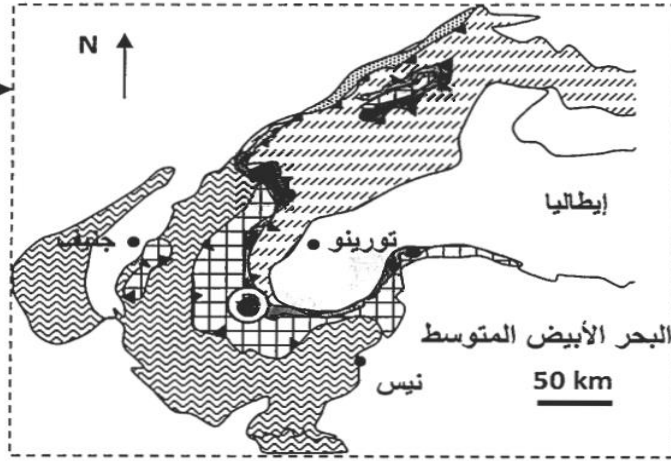 N
إيطاليا
جنيف
تورينو
البحر الأبيض المتوسط
نيس
50 km